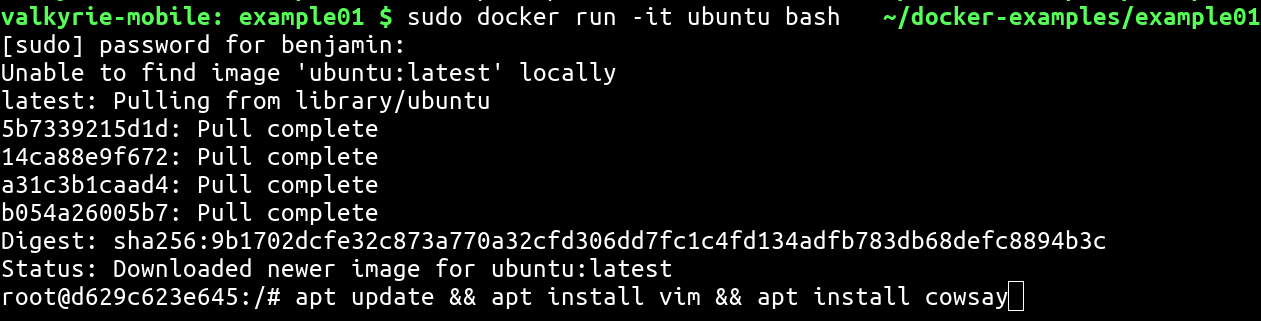 valkyrie-mobile: example01 $ sudo docker run -it ubuntu bash   ~/docker-examples/example01
[sudo] password for benjamin:
Unable to find image 'ubuntu:latest' locally
latest: Pulling from library/ubuntu
5b7339215d1d: Pull complete
14ca88e9f672: Pull complete
a31c3b1caad4: Pull complete
b054a26005b7: Pull complete
Digest: sha256:9b1702dcfe32c873a770a32cfd306dd7fc1c4fd134adfb783db68defc8894b3c
Status: Downloaded newer image for ubuntu:latest
root@d629c623e645:/# apt update && apt install vim && apt install cowsay